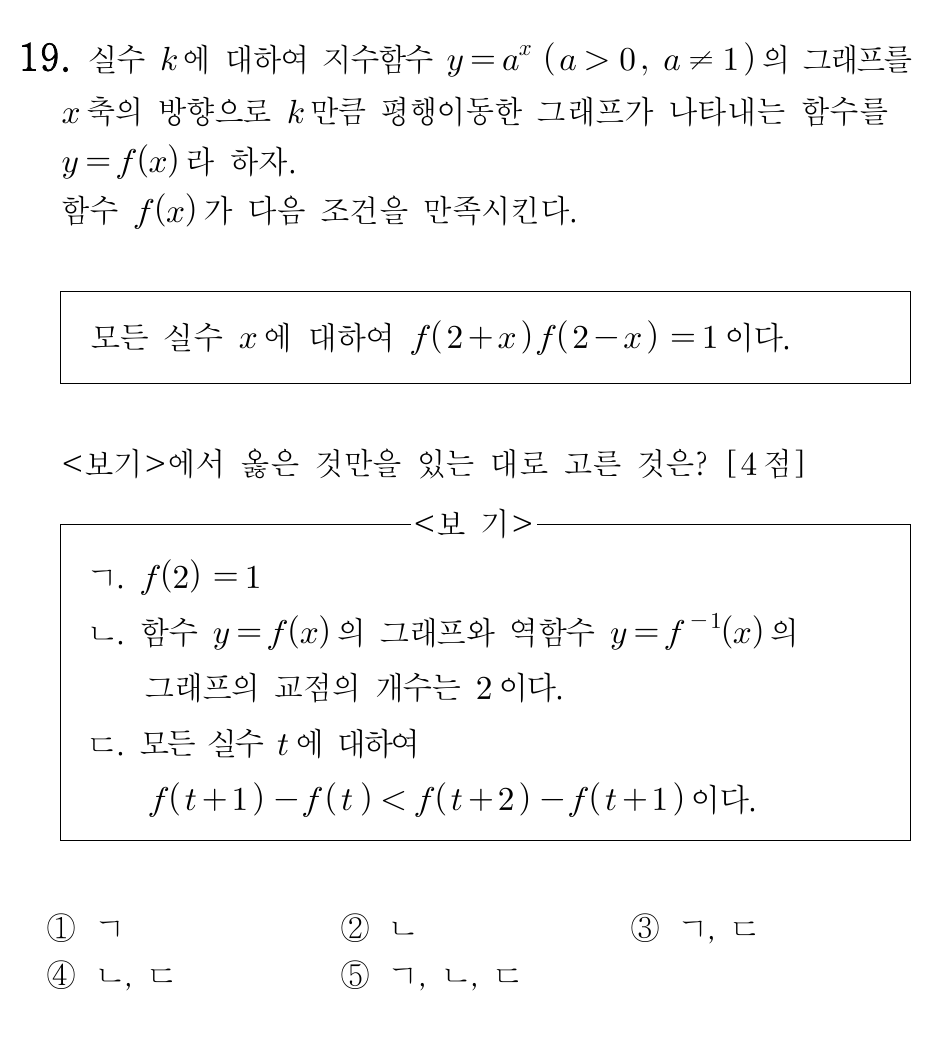 19. 실수 k에 대하여 지수함수 y=aˣ (a>0, a≠1)의 그래프를
x축의 방향으로 k만큼 평행이동한 그래프가 나타내는 함수를
y=f(x)라 하자.
함수 f(x)가 다음 조건을 만족시킨다.
모든 실수 x에 대하여 f(2+x)f(2-x)=1이다.
<보기>에서 옳은 것만을 있는 대로 고른 것은? [4점]
<보 기>
ㄱ. f(2)=1
ㄴ. 함수 y=f(x)의 그래프와 역함수 y=f⁻¹(x)의
그래프의 교점의 개수는 2이다.
ㄷ. 모든 실수 t에 대하여
f(t+1)-f(t)<f(t+2)-f(t+1)이다.
① ㄱ ② ㄴ ③ ㄱ, ㄷ
④ ㄴ, ㄷ ⑤ ㄱ, ㄴ, ㄷ